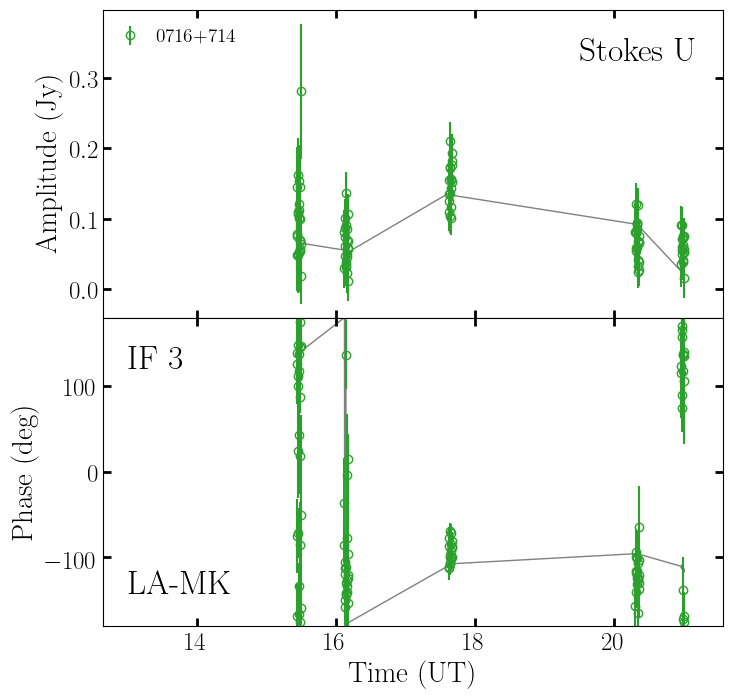 0716+714
Stokes U
Amplitude (Jy)
0.3
0.2
0.1
0.0
IF 3
Phase (deg)
100
0
−100
LA-MK
14 16 18 20
Time (UT)